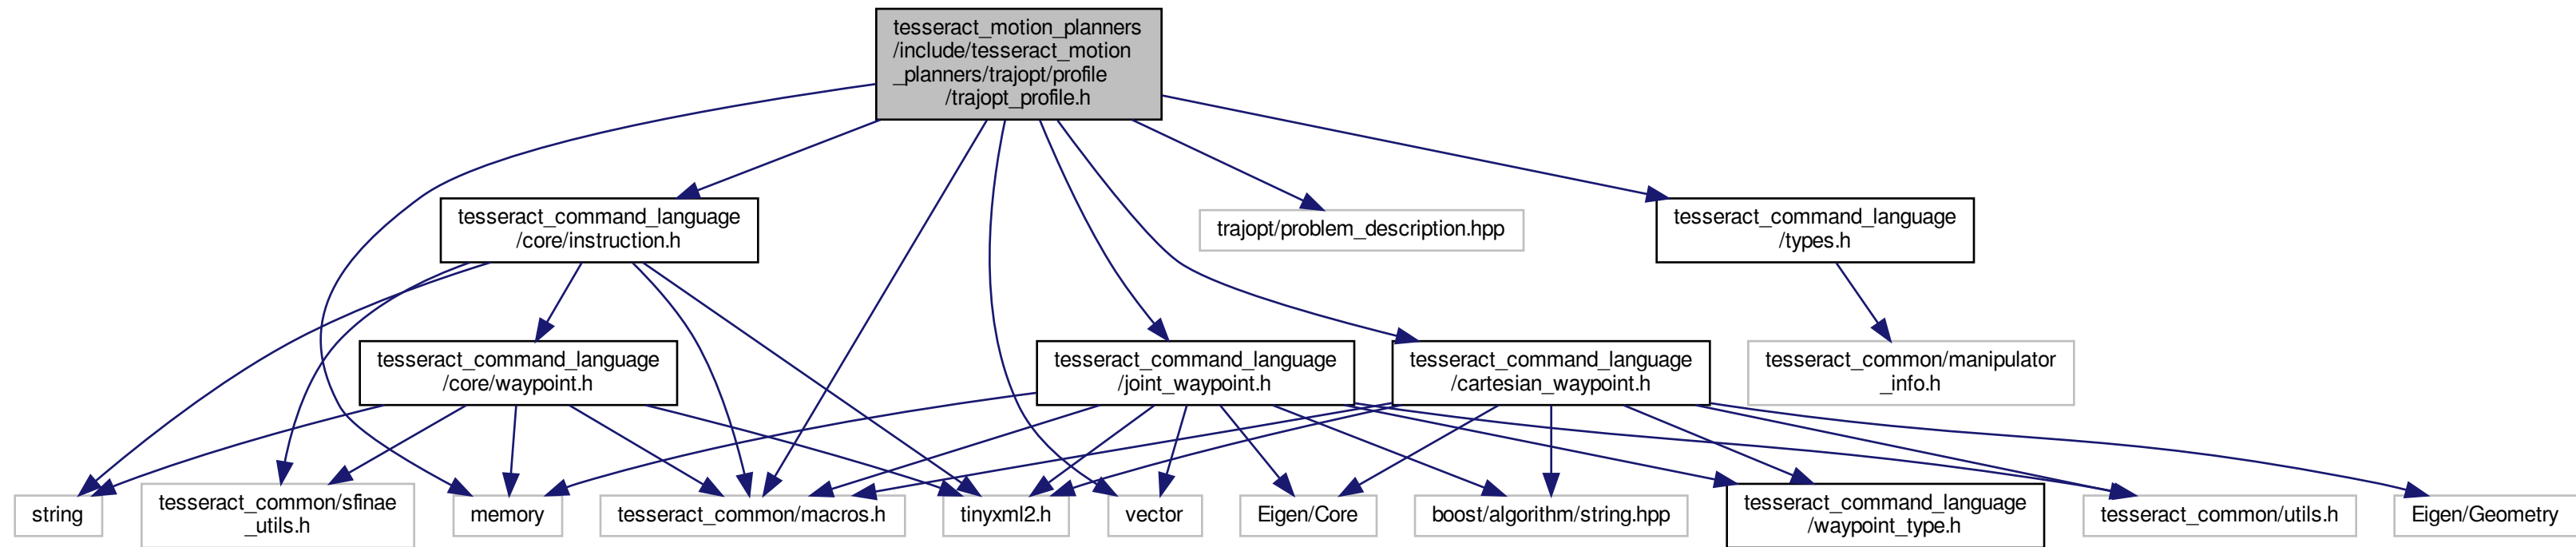 tesseract_motion_planners
/include/tesseract_motion
_planners/trajopt/profile
/trajopt_profile.h
tesseract_command_language
/core/instruction.h
trajopt/problem_description.hpp
tesseract_command_language
/types.h
tesseract_command_language
/core/waypoint.h
tesseract_command_language
/joint_waypoint.h
tesseract_command_language
/cartesian_waypoint.h
tesseract_common/manipulator
_info.h
string
tesseract_common/sfinae
_utils.h
memory
tesseract_common/macros.h
tinyxml2.h
vector
Eigen/Core
boost/algorithm/string.hpp
tesseract_command_language
/waypoint_type.h
tesseract_common/utils.h
Eigen/Geometry